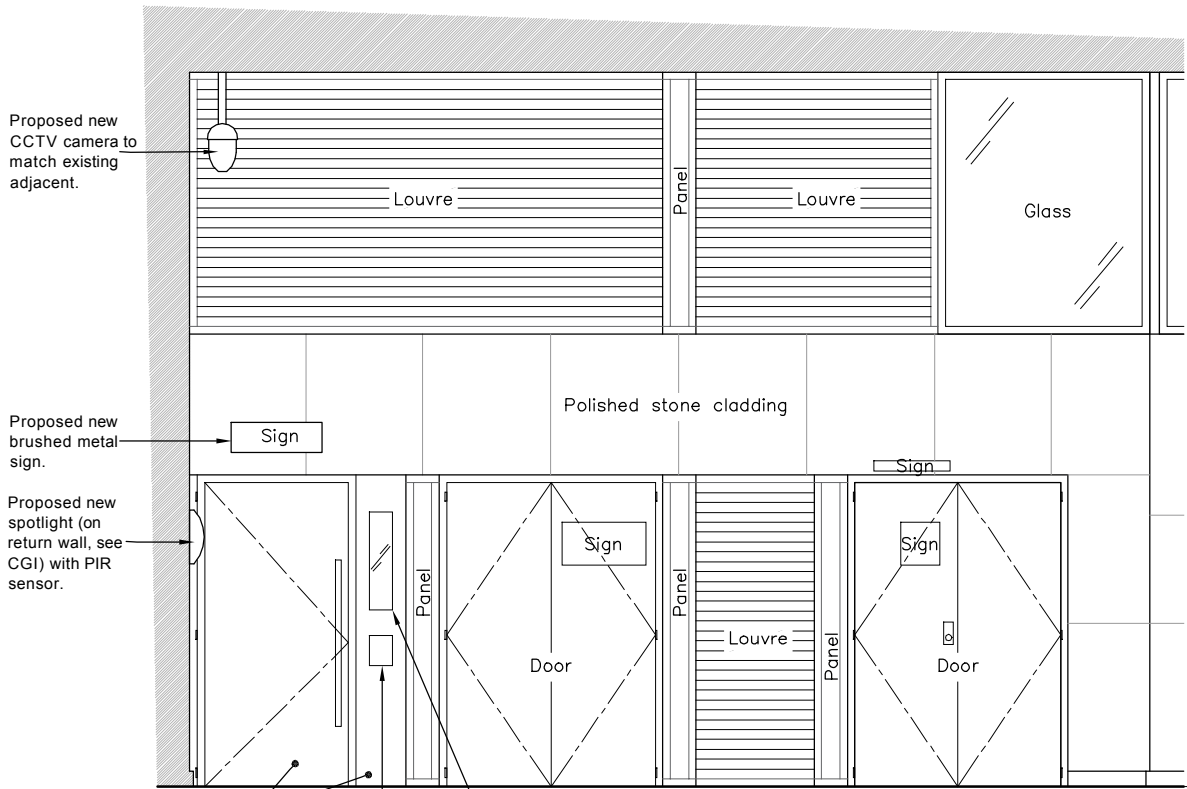 Proposed new
CCTV camera to
match existing
adjacent.
Louvre
Panel
Louvre
Glass
Polished stone cladding
Proposed new
brushed metal
sign.
Sign
Sign
Proposed new
spotlight (on
return wall, see
CGI) with PIR
sensor.
Panel
Sign
Door
Panel
Louvre
Panel
Sign
Door